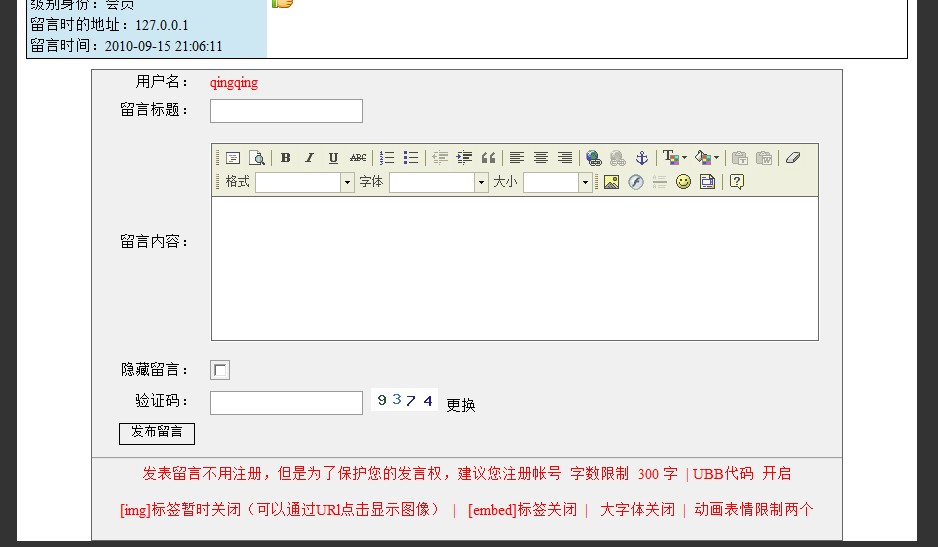 级别身份：会员
留言时的地址：127.0.0.1
留言时间：2010-09-15 21:06:11
用户名： qingqing
留言标题：
B I U ABC
格式 字体 大小
留言内容：
隐藏留言：
验证码： 9 3 7 4 更换
发布留言
发表留言不用注册，但是为了保护您的发言权，建议您注册帐号 字数限制 300 字 | UBB代码 开启
[img]标签暂时关闭（可以通过URl点击显示图像） | [embed]标签关闭 | 大字体关闭 | 动画表情限制两个